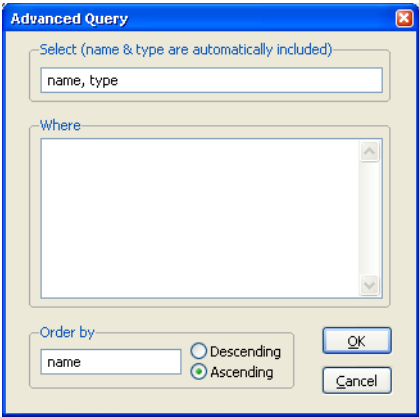 Advanced Query
Select (name & type are automatically included)
name, type
Where
Order by
name
Descending
Ascending
OK
Cancel